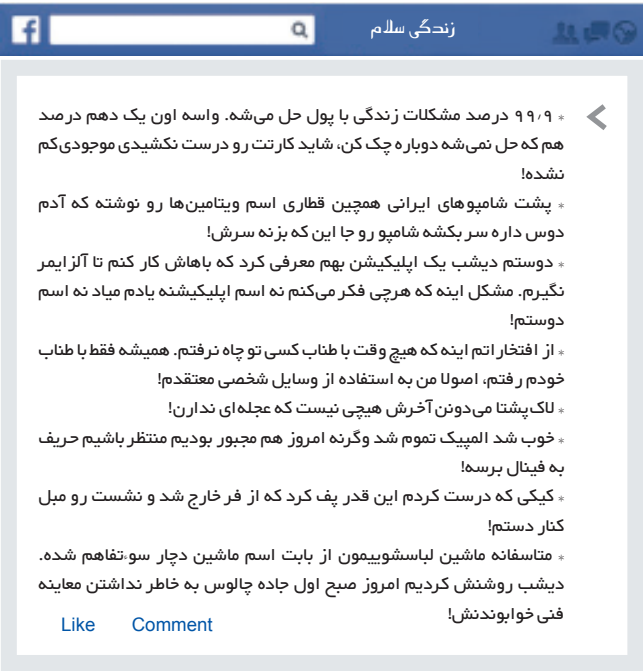 زندگی سلام
* ۹۹٫۹ درصد مشکلات زندگی با پول حل می‌شه. واسه اون یک دهم درصد
هم که حل نمی‌شه دوباره چک کن، شاید کارتت رو درست نکشیدی موجودی‌کم
نشده!
* پشت شامپوهای ایرانی همچین قطاری اسم ویتامین‌ها رو نوشته که آدم
دوس داره سر بکشه شامپو رو جا این که بزنه سرش!
* دوستم دیشب یک اپلیکیشن بهم معرفی کرد که باهاش کار کنم تا آلزایمر
نگیرم. مشکل اینه که هرچی فکر می‌کنم نه اسم اپلیکیشنه یادم میاد نه اسم
دوستم!
* از افتخاراتم اینه که هیچ وقت با طناب کسی تو چاه نرفتم. همیشه فقط با طناب
خودم رفتم، اصولا من به استفاده از وسایل شخصی معتقدم!
* لاک‌پشتا می‌دونن آخرش هیچی نیست که عجله‌ای ندارن!
* خوب شد المپیک تموم شد وگرنه امروز هم مجبور بودیم منتظر باشیم حریف
به فینال برسه!
* کیکی که درست کردم این قدر پف کرد که از فر خارج شد و نشست رو مبل
کنار دستم!
* متاسفانه ماشین لباسشوییمون از بابت اسم ماشین دچار سوءتفاهم شده.
دیشب روشنش کردیم امروز صبح اول جاده چالوس به خاطر نداشتن معاینه
فنی خوابوندنش!
Like Comment